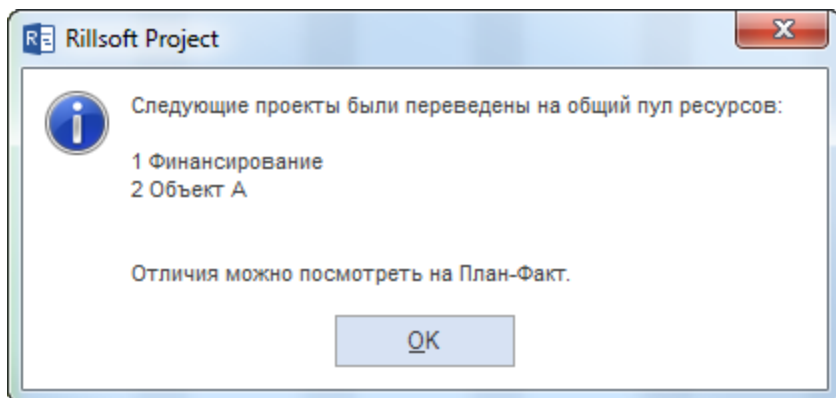 Rillsoft Project
Следующие проекты были переведены на общий пул ресурсов:
1 Финансирование
2 Объект А
Отличия можно посмотреть на План-Факт.
OK